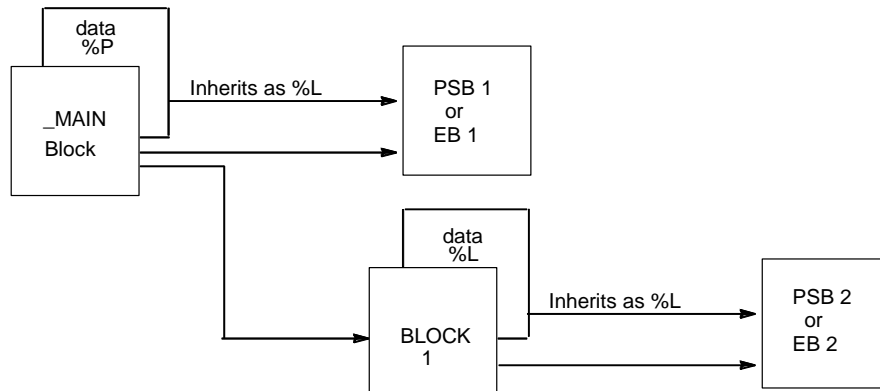 data
%P
_MAIN
Block
Inherits as %L
PSB 1
or
EB 1
data
%L
BLOCK
1
Inherits as %L
PSB 2
or
EB 2